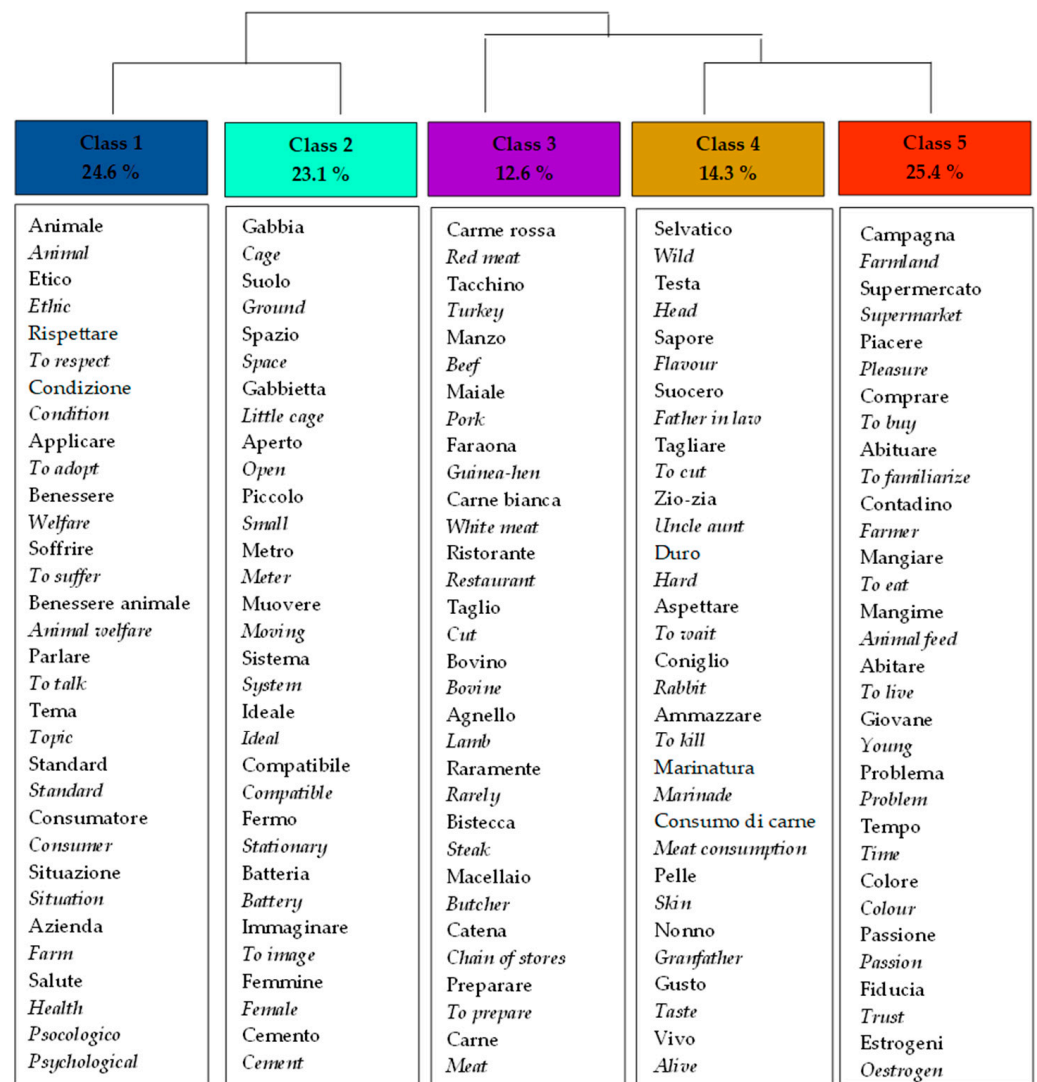 Class 1
24.6 %
Animale
Animal
Etico
Ethic
Rispettare
To respect
Condizione
Condition
Applicare
To adopt
Benessere
Welfare
Soffrire
To suffer
Benessere animale
Animal welfare
Parlare
To talk
Tema
Topic
Standard
Standard
Consumatore
Consumer
Situazione
Situation
Azienda
Farm
Salute
Health
Psocologico
Psychological
Class 2
23.1 %
Gabbia
Cage
Suolo
Ground
Spazio
Space
Gabbietta
Little cage
Aperto
Open
Piccolo
Small
Metro
Meter
Muovere
Moving
Sistema
System
Ideale
Ideal
Compatibile
Compatible
Fermo
Stationary
Batteria
Battery
Immaginare
To image
Femmine
Female
Cemento
Cement
Class 3
12.6 %
Carme rossa
Red meat
Tacchino
Turkey
Manzo
Beef
Maiale
Pork
Faraona
Guinea-hen
Carne bianca
White meat
Ristorante
Restaurant
Taglio
Cut
Bovino
Bovine
Agnello
Lamb
Raramente
Rarely
Bistecca
Steak
Macellaio
Butcher
Catena
Chain of stores
Preparare
To prepare
Carne
Meat
Class 4
14.3 %
Selvatico
Wild
Testa
Head
Sapore
Flavour
Suocero
Father in law
Tagliare
To cut
Zio-zia
Uncle aunt
Duro
Hard
Aspettare
To wait
Coniglio
Rabbit
Ammazzare
To kill
Marinatura
Marinade
Consumo di carne
Meat consumption
Pelle
Skin
Nonno
Granfather
Gusto
Taste
Vivo
Alive
Class 5
25.4 %
Campagna
Farmland
Supermercato
Supermarket
Piacere
Pleasure
Comprare
To buy
Abituare
To familiarize
Contadino
Farmer
Mangiare
To eat
Mangime
Animal feed
Abitare
To live
Giovane
Young
Problema
Problem
Tempo
Time
Colore
Colour
Passione
Passion
Fiducia
Trust
Estrogeni
Oestrogen